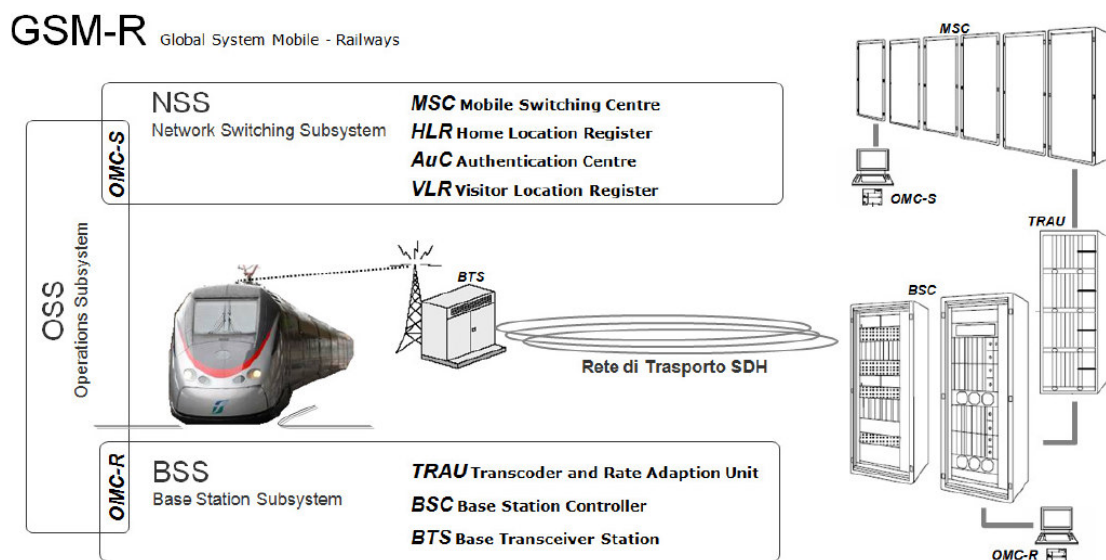 GSM-R Global System Mobile - Railways
MSC
NSS
Network Switching Subsystem
MSC Mobile Switching Centre
HLR Home Location Register
AuC Authentication Centre
VLR Visitor Location Register
OMC-S
OMC-S
TRAU
OSS
Operations Subsystem
BTS
BSC
Rete di Trasporto SDH
OMC-R
BSS
Base Station Subsystem
TRAU Transcoder and Rate Adaption Unit
BSC Base Station Controller
BTS Base Transceiver Station
OMC-R